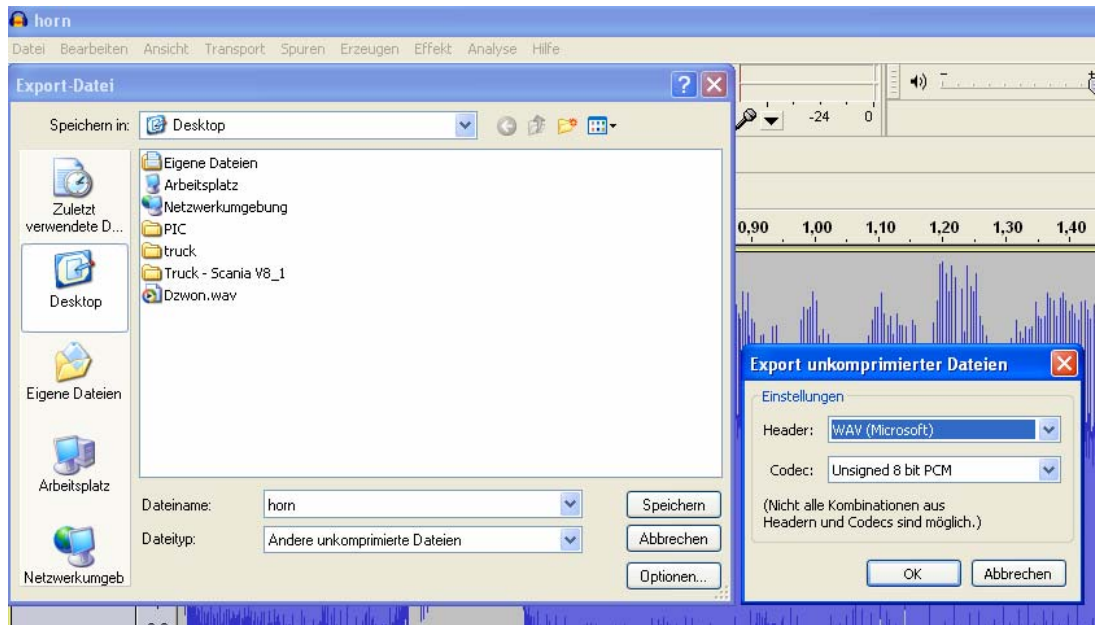 horn
Datei Bearbeiten Ansicht Transport Spuren Erzeugen Effekt Analyse Hilfe
Export-Datei
Speichern in: Desktop
Zuletzt
verwendete D...
Desktop
Eigene Dateien
Arbeitsplatz
Netzwerkumgeb
Eigene Dateien
Arbeitsplatz
Netzwerkumgebung
PIC
truck
Truck - Scania V8_1
Dzwon.wav
Dateiname: horn Speichern
Dateityp: Andere unkomprimierte Dateien Abbrechen
Optionen...
-24 0
0,90 1,00 1,10 1,20 1,30 1,40
Export unkomprimierter Dateien
Einstellungen
Header: WAV (Microsoft)
Codec: Unsigned 8 bit PCM
(Nicht alle Kombinationen aus
Headern und Codecs sind möglich.)
OK Abbrechen